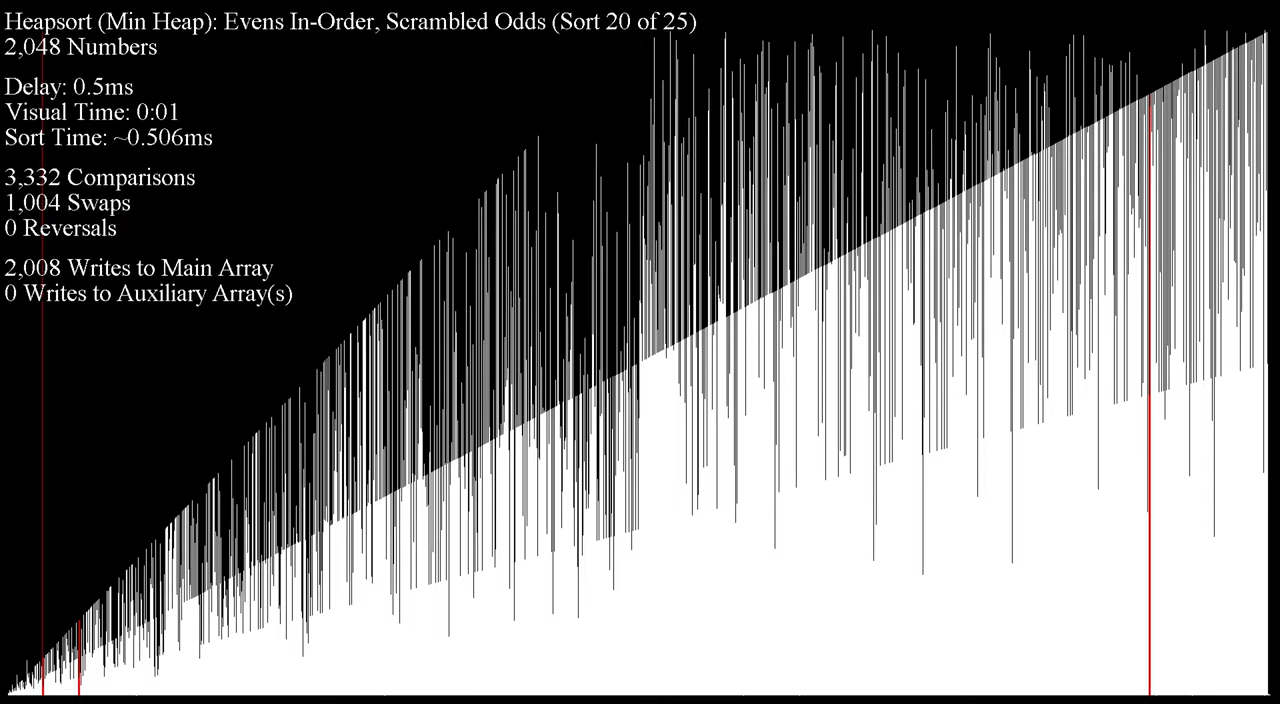 Heapsort (Min Heap): Evens In-Order, Scrambled Odds (Sort 20 of 25)
2,048 Numbers
Delay: 0.5ms
Visual Time: 0:01
Sort Time: ~0.506ms
3,332 Comparisons
1,004 Swaps
0 Reversals
2,008 Writes to Main Array
0 Writes to Auxiliary Array(s)